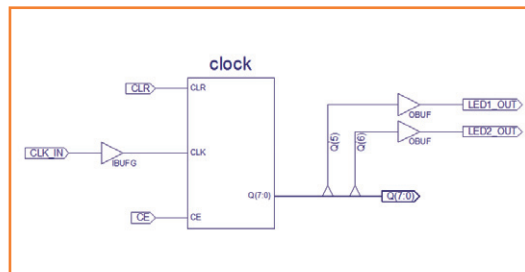 clock
CLR
CLR
CLK_IN
IBUFG
CLK
Q(7:0)
CE
CE
Q(5)
Q(6)
OBUF
LED1_OUT
OBUF
LED2_OUT
Q(7:0)